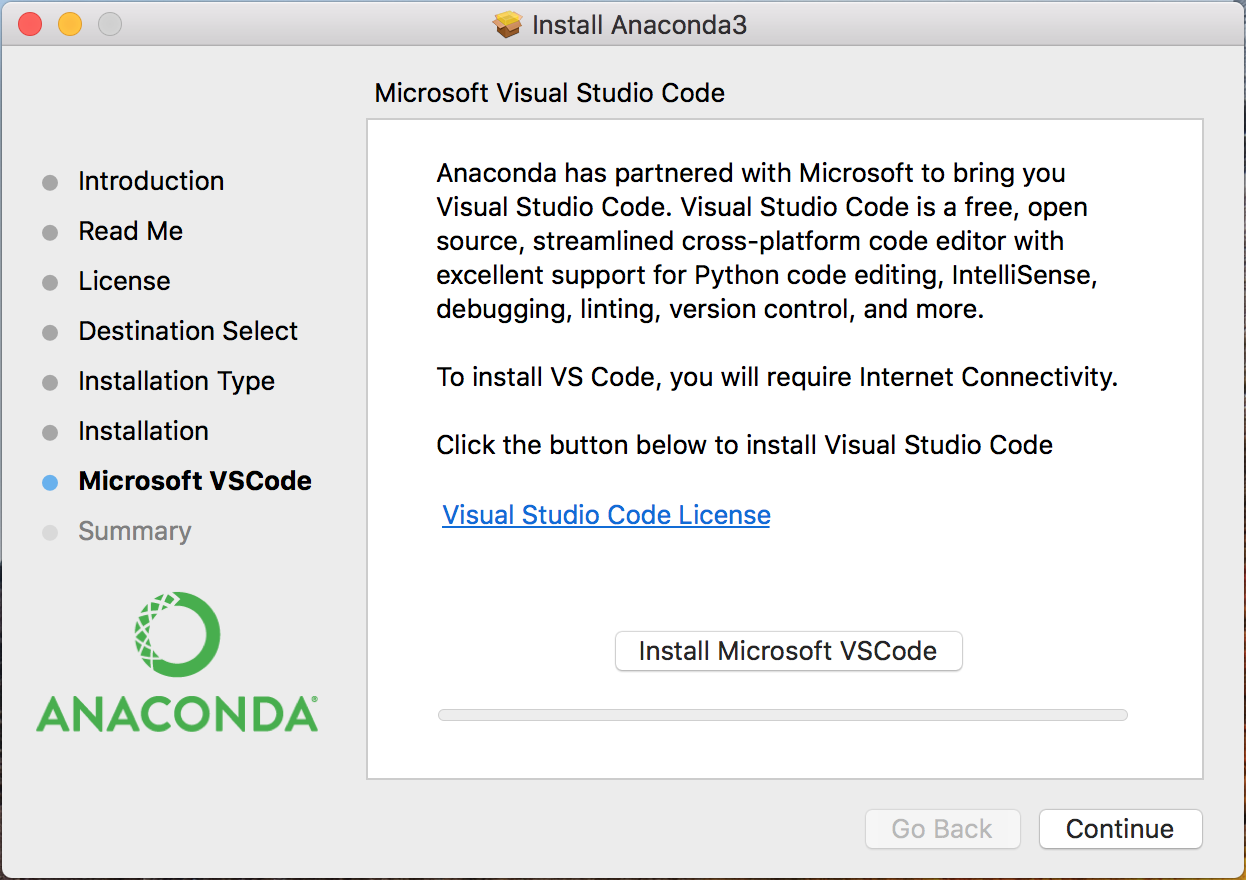 Install Anaconda3
Microsoft Visual Studio Code
Introduction
Read Me
License
Destination Select
Installation Type
Installation
Microsoft VSCode
Summary
ANACONDA®
Anaconda has partnered with Microsoft to bring you
Visual Studio Code. Visual Studio Code is a free, open
source, streamlined cross-platform code editor with
excellent support for Python code editing, IntelliSense,
debugging, linting, version control, and more.
To install VS Code, you will require Internet Connectivity.
Click the button below to install Visual Studio Code
Visual Studio Code License
Install Microsoft VSCode
Go Back
Continue